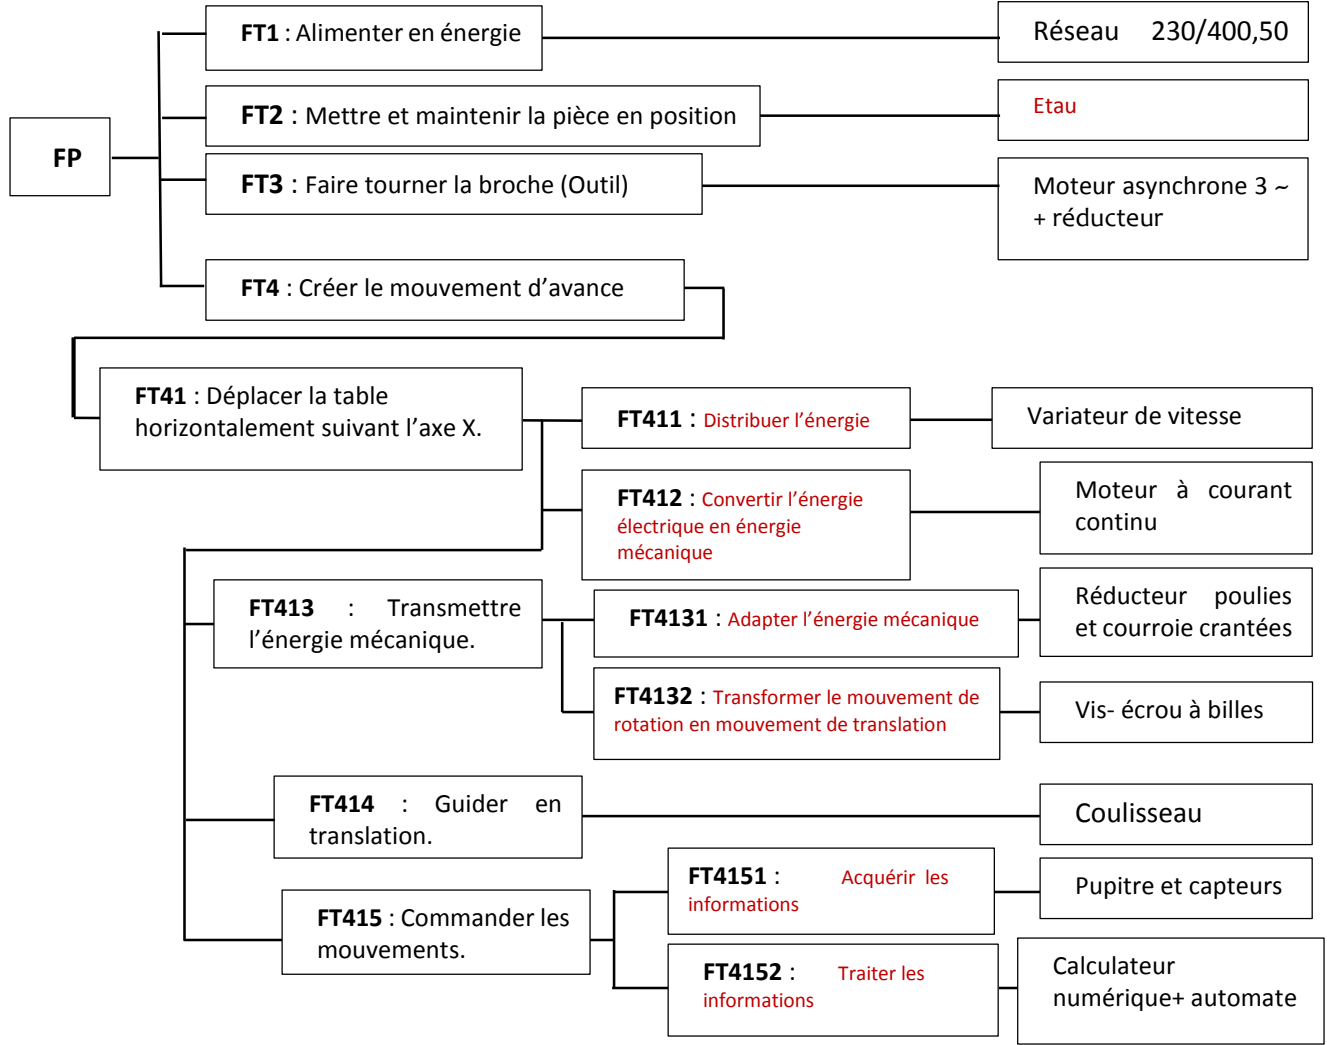 FT1 : Alimenter en énergie
Réseau 230/400,50
FT2 : Mettre et maintenir la pièce en position
Etau
FP
FT3 : Faire tourner la broche (Outil)
Moteur asynchrone 3 ~
+ réducteur
FT4 : Créer le mouvement d’avance
FT41 : Déplacer la table
horizontalement suivant l’axe X.
FT411 : Distribuer l’énergie
Variateur de vitesse
FT412 : Convertir l’énergie
électrique en énergie
mécanique
Moteur à courant
continu
FT413 : Transmettre
l’énergie mécanique.
FT4131 : Adapter l’énergie mécanique
Réducteur poulies
et courroie crantées
FT4132 : Transformer le mouvement de
rotation en mouvement de translation
Vis- écrou à billes
FT414 : Guider en
translation.
Coulisseau
FT415 : Commander les
mouvements.
FT4151 : Acquérir les
informations
Pupitre et capteurs
FT4152 : Traiter les
informations
Calculateur
numérique+ automate